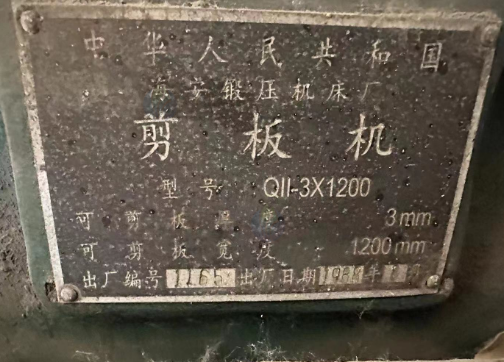 中华人民共和国
海安锻压机床厂
剪板机
型号 QII-3X1200
可剪板厚度 3mm
可剪板宽度 1200mm
出厂编号 出厂日期 年